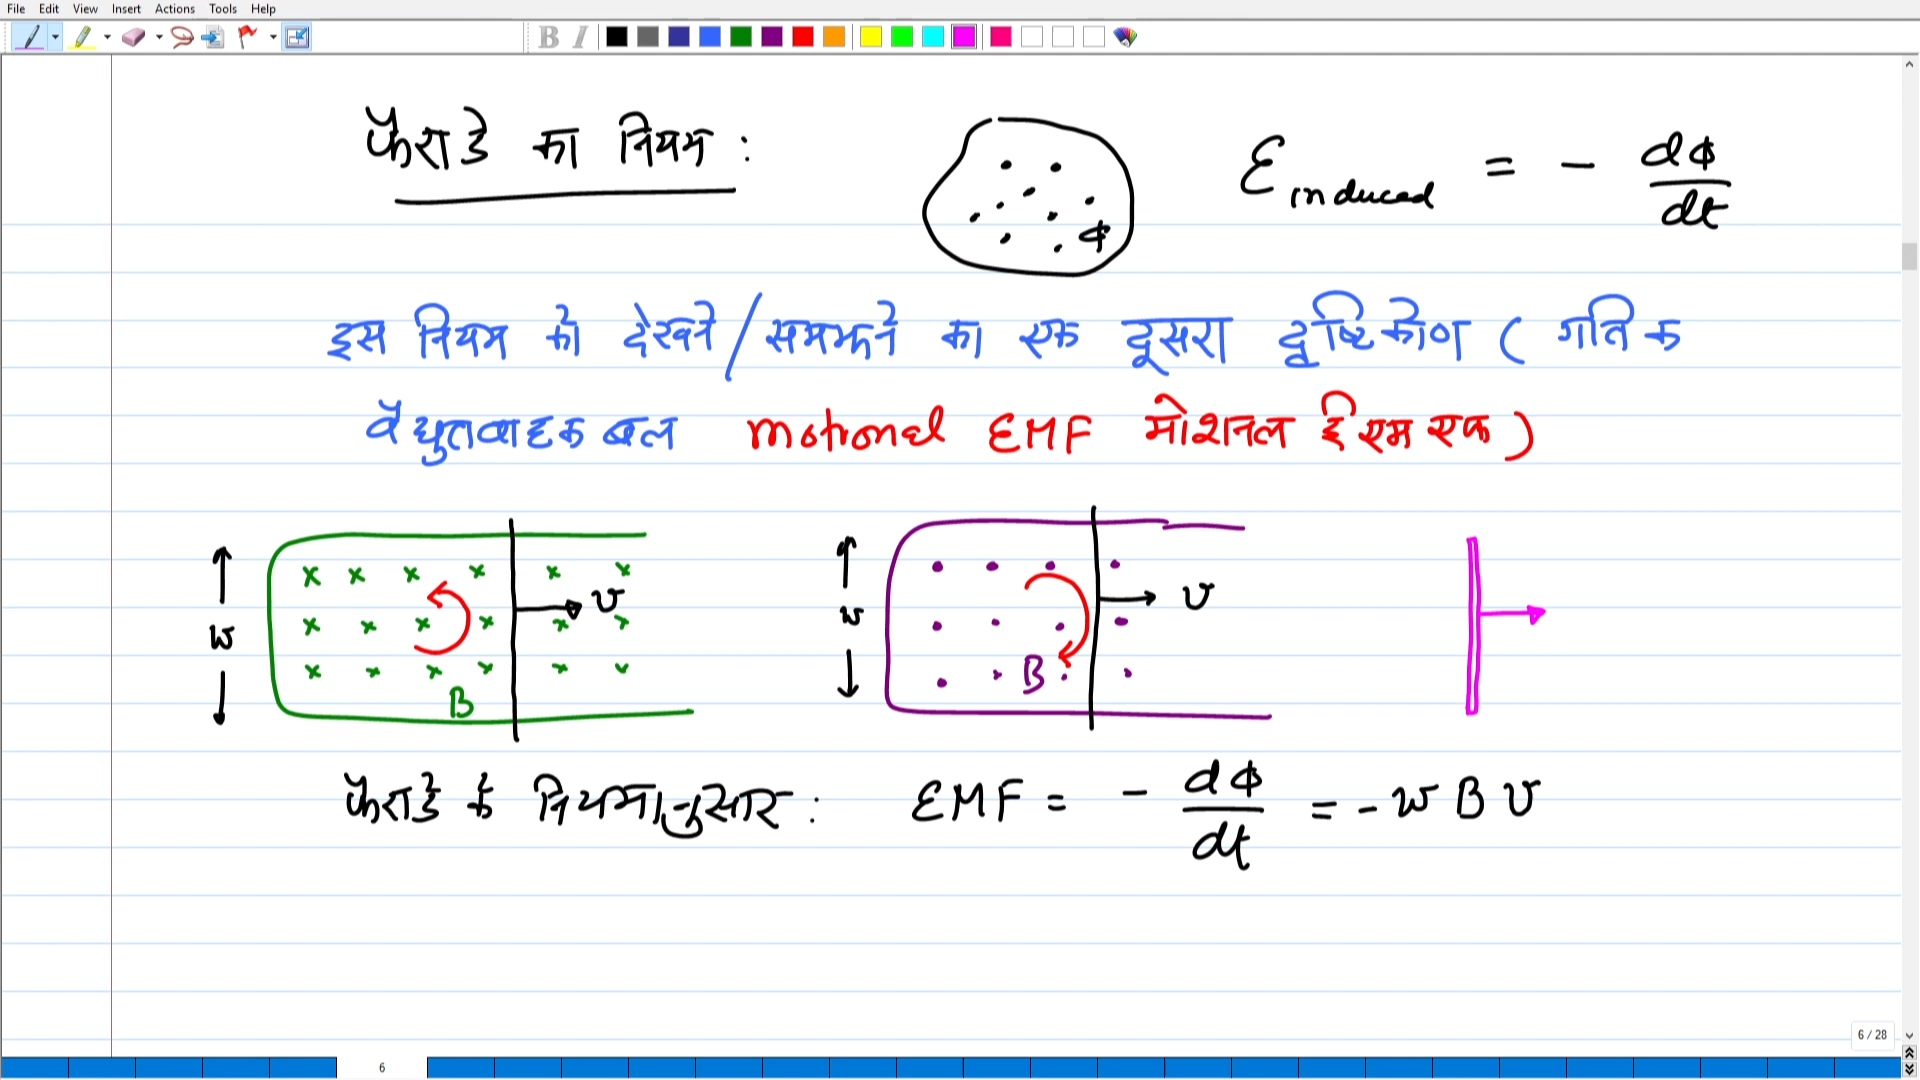 File Edit View Insert Actions Tools Help
B I
फैराडे का नियम :
Φ
Ɛ induced = - dΦ/dt
इस नियम को देखने / समझने का एक दूसरा दृष्टिकोण ( गतिक
वैद्युतवाहक बल motional EMF मोशनल ईएमएफ )
w B v
w B v
फैराडे के नियमानुसार : EMF = - dΦ/dt = - w B v
6 / 28
6